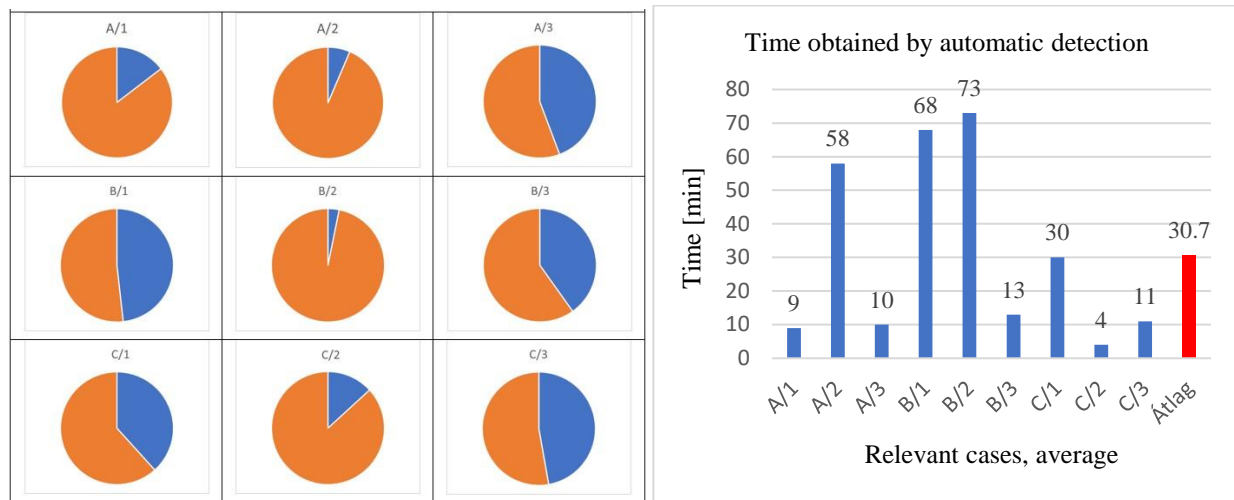 A/1
A/2
A/3
B/1
B/2
B/3
C/1
C/2
C/3
Time obtained by automatic detection
Time [min]
80
70
60
50
40
30
20
10
0
9
58
10
68
73
13
30
4
11
30.7
A/1
A/2
A/3
B/1
B/2
B/3
C/1
C/2
C/3
Átlag
Relevant cases, average